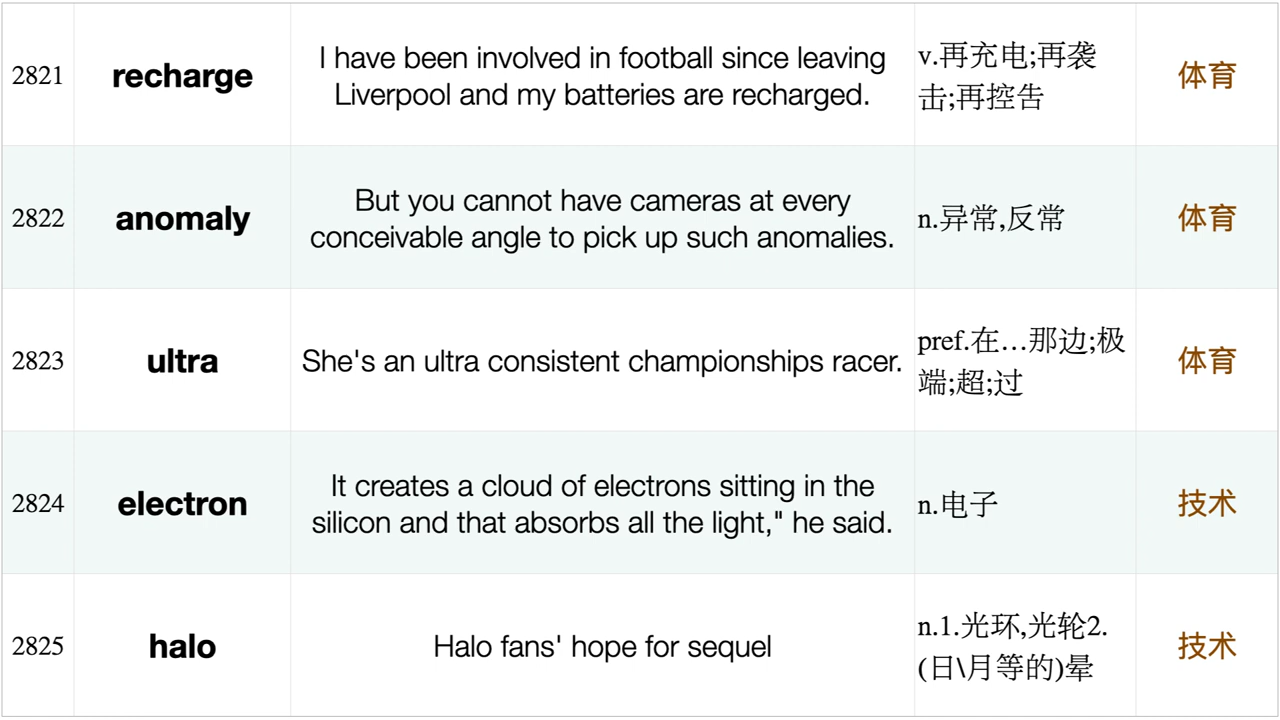 2821
recharge
I have been involved in football since leaving
Liverpool and my batteries are recharged.
v.再充电;再袭
击;再控告
体育
2822
anomaly
But you cannot have cameras at every
conceivable angle to pick up such anomalies.
n.异常,反常
体育
2823
ultra
She's an ultra consistent championships racer.
pref.在…那边;极
端;超;过
体育
2824
electron
It creates a cloud of electrons sitting in the
silicon and that absorbs all the light," he said.
n.电子
技术
2825
halo
Halo fans' hope for sequel
n.1.光环,光轮2.
(日\月等的)晕
技术